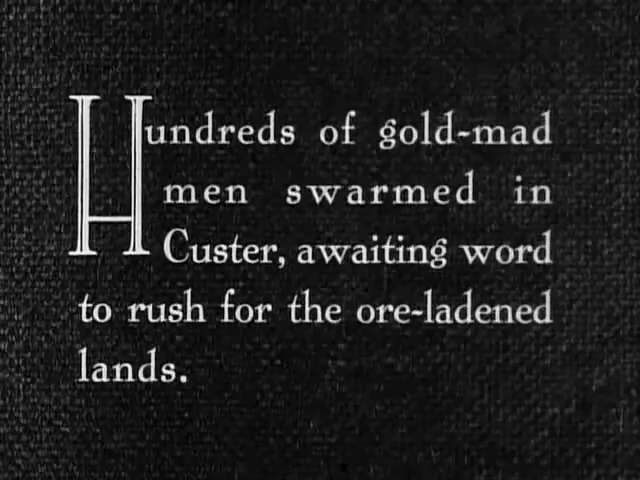 Hundreds of gold-mad
men swarmed in
Custer, awaiting word
to rush for the ore-ladened
lands.